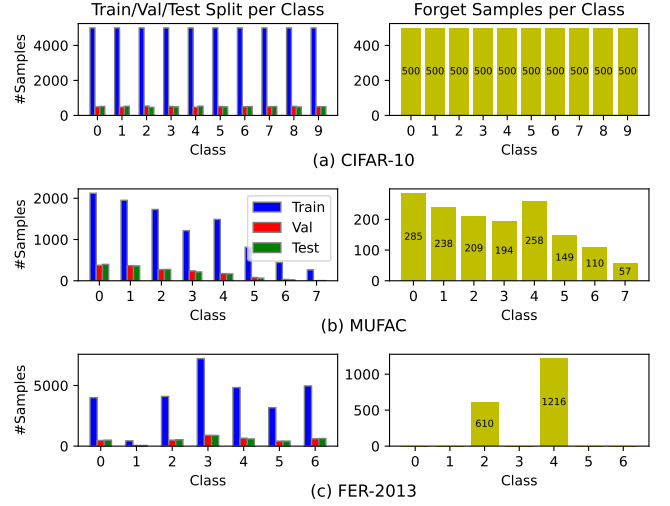 Train/Val/Test Split per Class
Forget Samples per Class
#Samples
4000
2000
0
0 1 2 3 4 5 6 7 8 9
Class
400
200
0
500 500 500 500 500 500 500 500 500 500
0 1 2 3 4 5 6 7 8 9
Class
(a) CIFAR-10
#Samples
2000
1000
0
Train
Val
Test
0 1 2 3 4 5 6 7
Class
200
100
0
285 238 209 194 258 149 110 57
0 1 2 3 4 5 6 7
Class
(b) MUFAC
#Samples
5000
0
0 1 2 3 4 5 6
Class
1000
500
0
610 1216
0 1 2 3 4 5 6
Class
(c) FER-2013